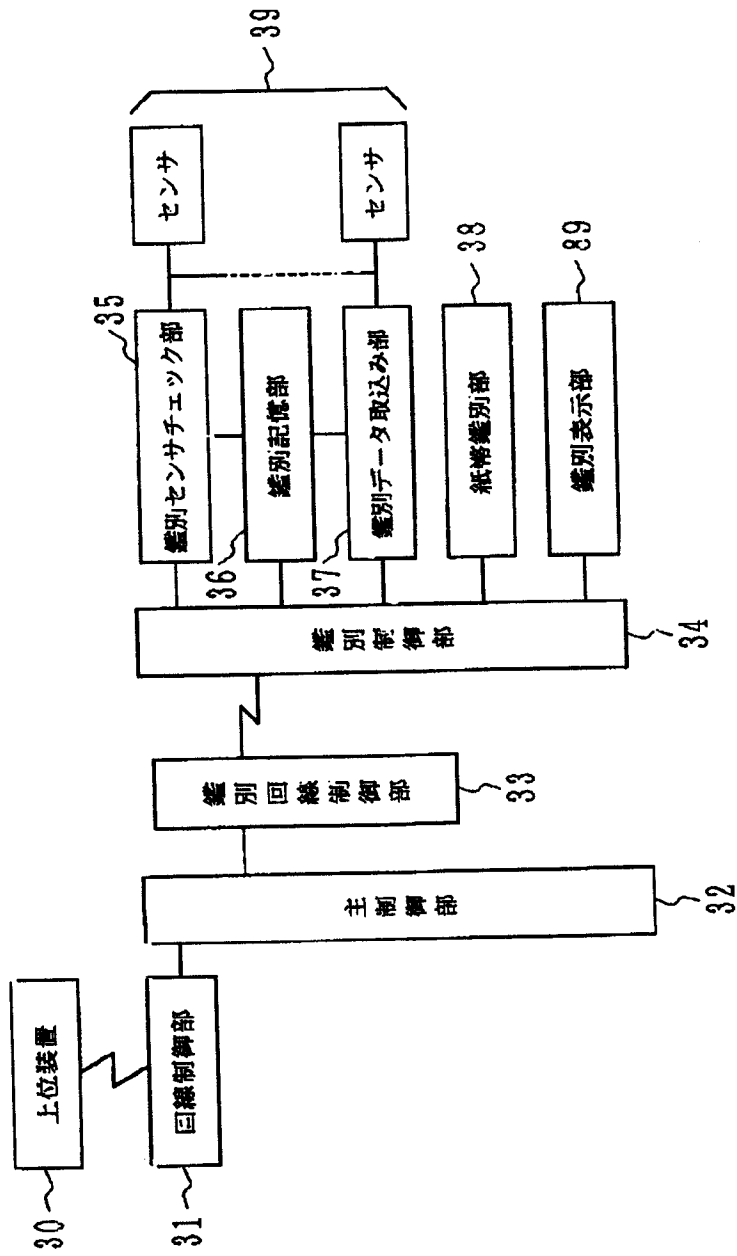 30
上位装置
31
回線制御部
32
主制御部
33
鑑別回線制御部
34
鑑別制御部
35
鑑別センサチェック部
36
鑑別記憶部
37
鑑別データ取込み部
38
紙幣鑑別部
89
鑑別表示部
センサ
センサ
39